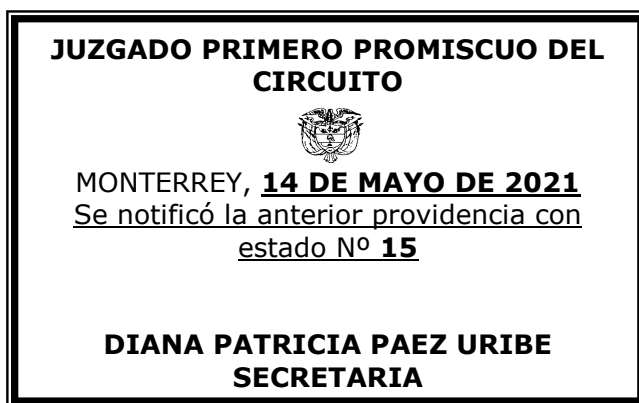 JUZGADO PRIMERO PROMISCUO DEL
CIRCUITO
MONTERREY, 14 DE MAYO DE 2021
Se notificó la anterior providencia con
estado Nº 15
DIANA PATRICIA PAEZ URIBE
SECRETARIA